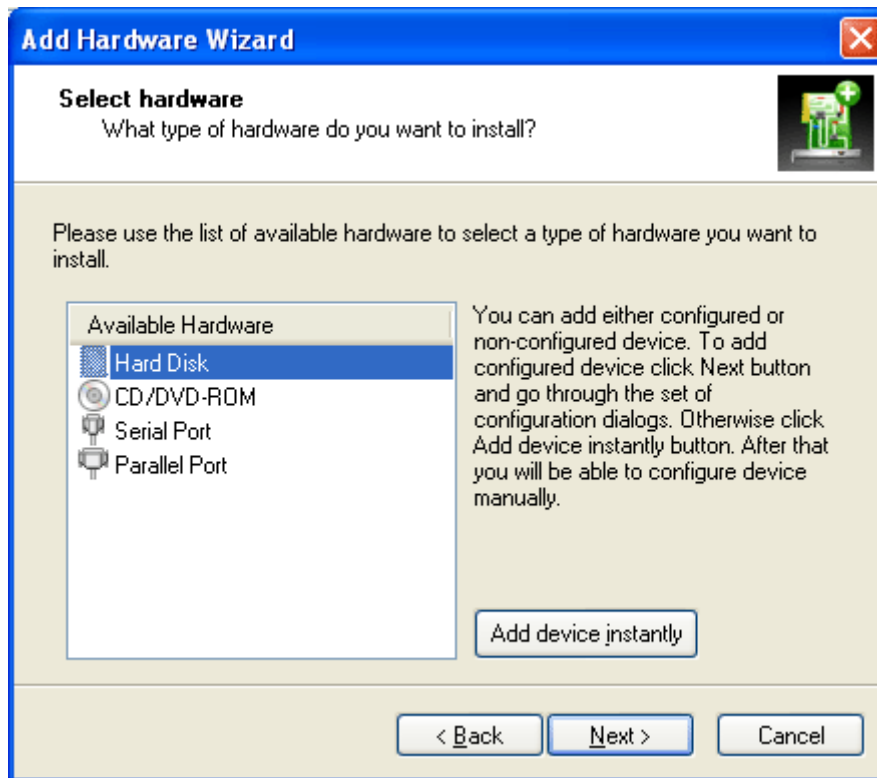 Add Hardware Wizard
Select hardware
What type of hardware do you want to install?
Please use the list of available hardware to select a type of hardware you want to
install.
Available Hardware
Hard Disk
CD/DVD-ROM
Serial Port
Parallel Port
You can add either configured or
non-configured device. To add
configured device click Next button
and go through the set of
configuration dialogs. Otherwise click
Add device instantly button. After that
you will be able to configure device
manually.
Add device instantly
< Back
Next >
Cancel